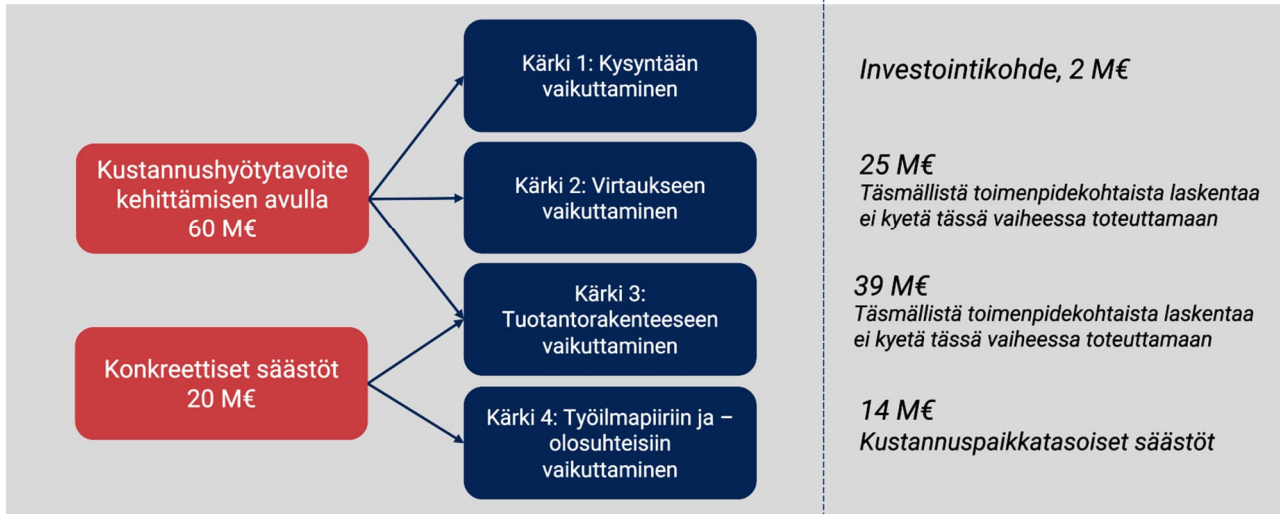 Kustannushyötytavoite
kehittämisen avulla
60 M€
Konkreettiset säästöt
20 M€
Kärki 1: Kysyntään
vaikuttaminen
Investointikohde, 2 M€
Kärki 2: Virtaukseen
vaikuttaminen
25 M€
Täsmällistä toimenpidekohtaista laskentaa
ei kyetä tässä vaiheessa toteuttamaan
Kärki 3:
Tuotantorakenteeseen
vaikuttaminen
39 M€
Täsmällistä toimenpidekohtaista laskentaa
ei kyetä tässä vaiheessa toteuttamaan
Kärki 4: Työilmapiiriin ja –
olosuhteisiin
vaikuttaminen
14 M€
Kustannuspaikkatasoiset säästöt